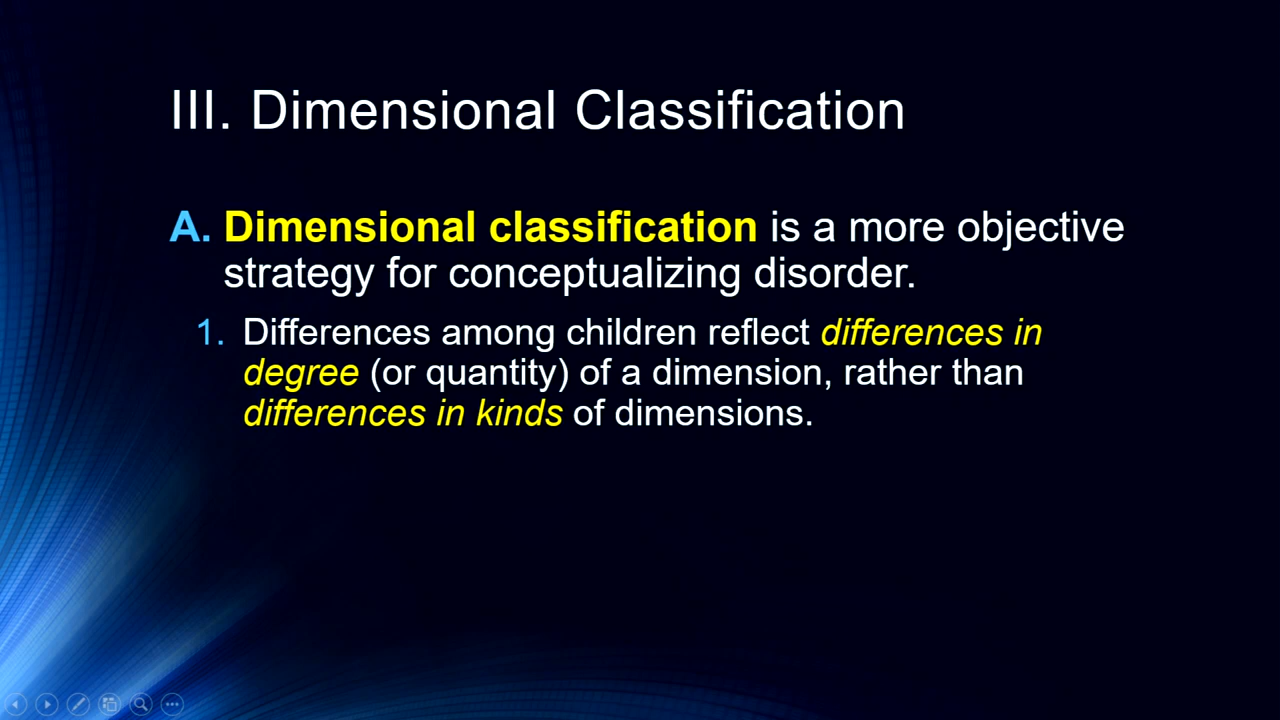 III. Dimensional Classification
A. Dimensional classification is a more objective
strategy for conceptualizing disorder.
1. Differences among children reflect differences in
degree (or quantity) of a dimension, rather than
differences in kinds of dimensions.